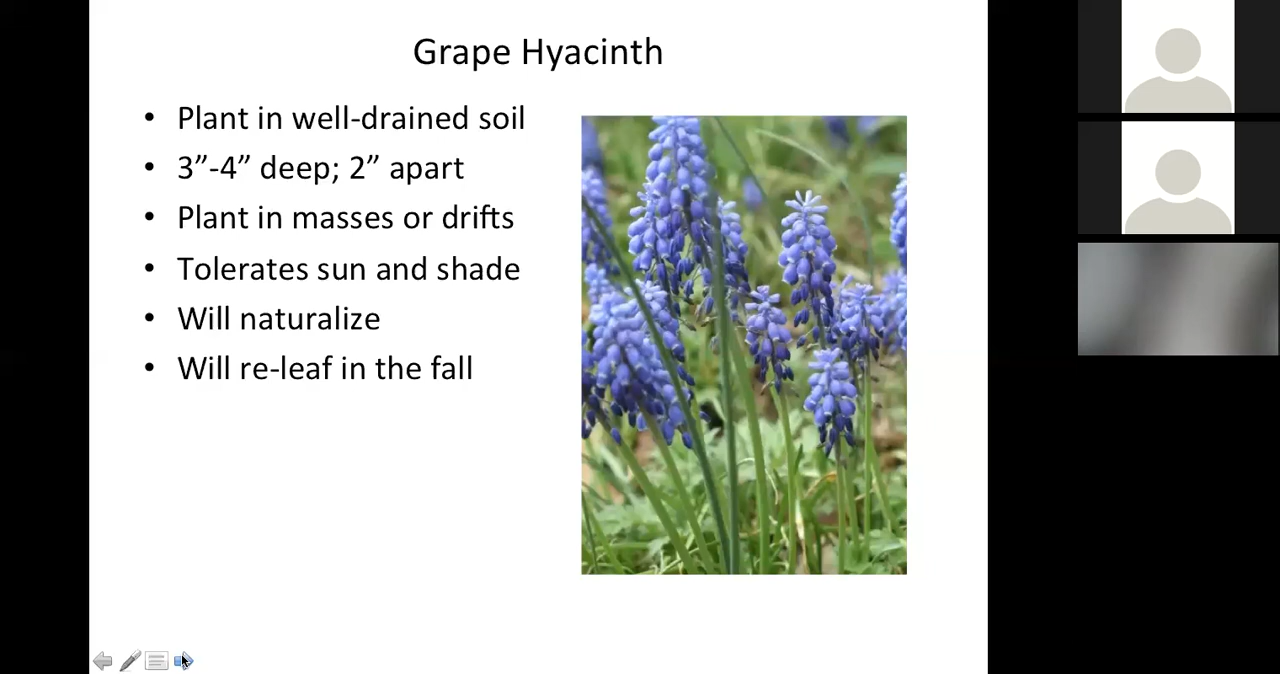 Grape Hyacinth
• Plant in well-drained soil
• 3”-4” deep; 2” apart
• Plant in masses or drifts
• Tolerates sun and shade
• Will naturalize
• Will re-leaf in the fall